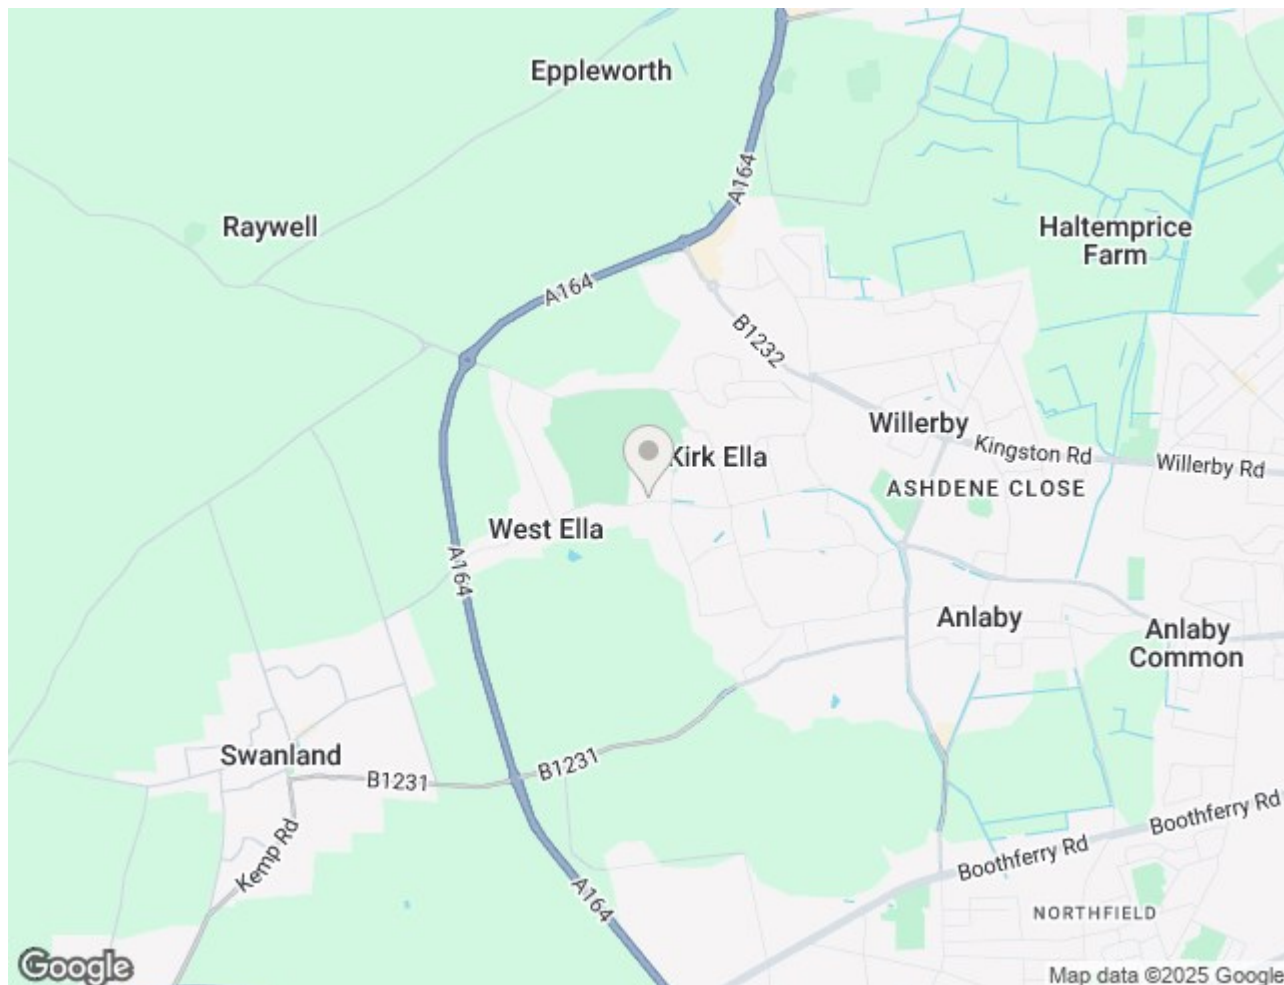 Eppleworth
A164
Raywell
Haltemprice
Farm
A164
B1232
Willerby
Kingston Rd
Willerby Rd
Kirk Ella
ASHDENE CLOSE
West Ella
A164
Anlaby
Anlaby
Common
Swanland
B1231
B1231
Kemp Rd
Boothferry Rd
Boothferry Rd
A164
NORTHFIELD
Google
Map data ©2025 Google